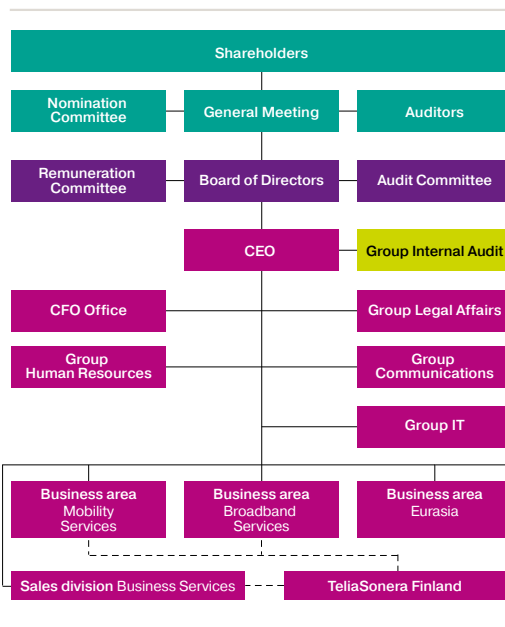 Shareholders
Nomination
Committee
General Meeting
Auditors
Remuneration
Committee
Board of Directors
Audit Committee
CEO
Group Internal Audit
CFO Office
Group Legal Affairs
Group
Human Resources
Group
Communications
Group IT
Business area
Mobility
Services
Business area
Broadband
Services
Business area
Eurasia
Sales division Business Services
TeliaSonera Finland